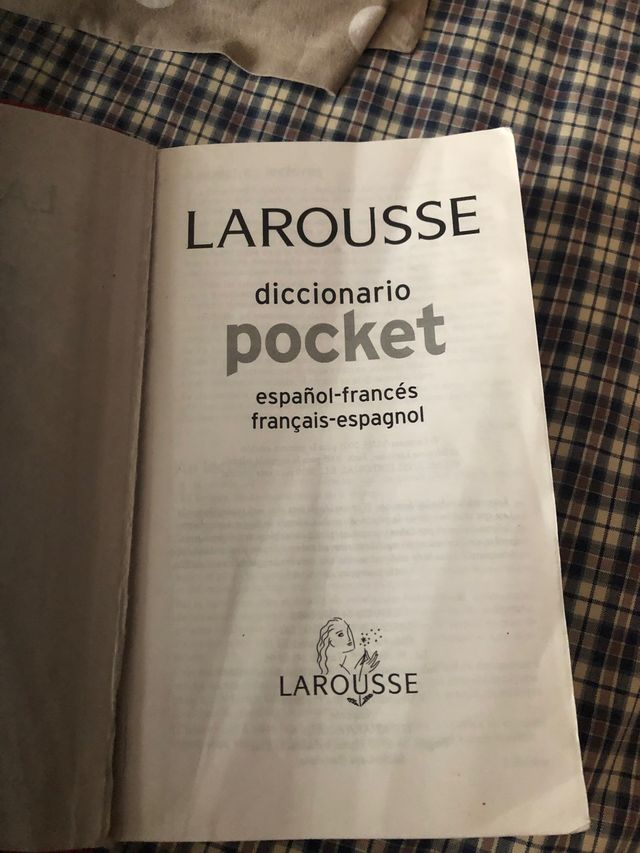 LAROUSSE
diccionario
pocket
español-francés
français-espagnol
LAROUSSE